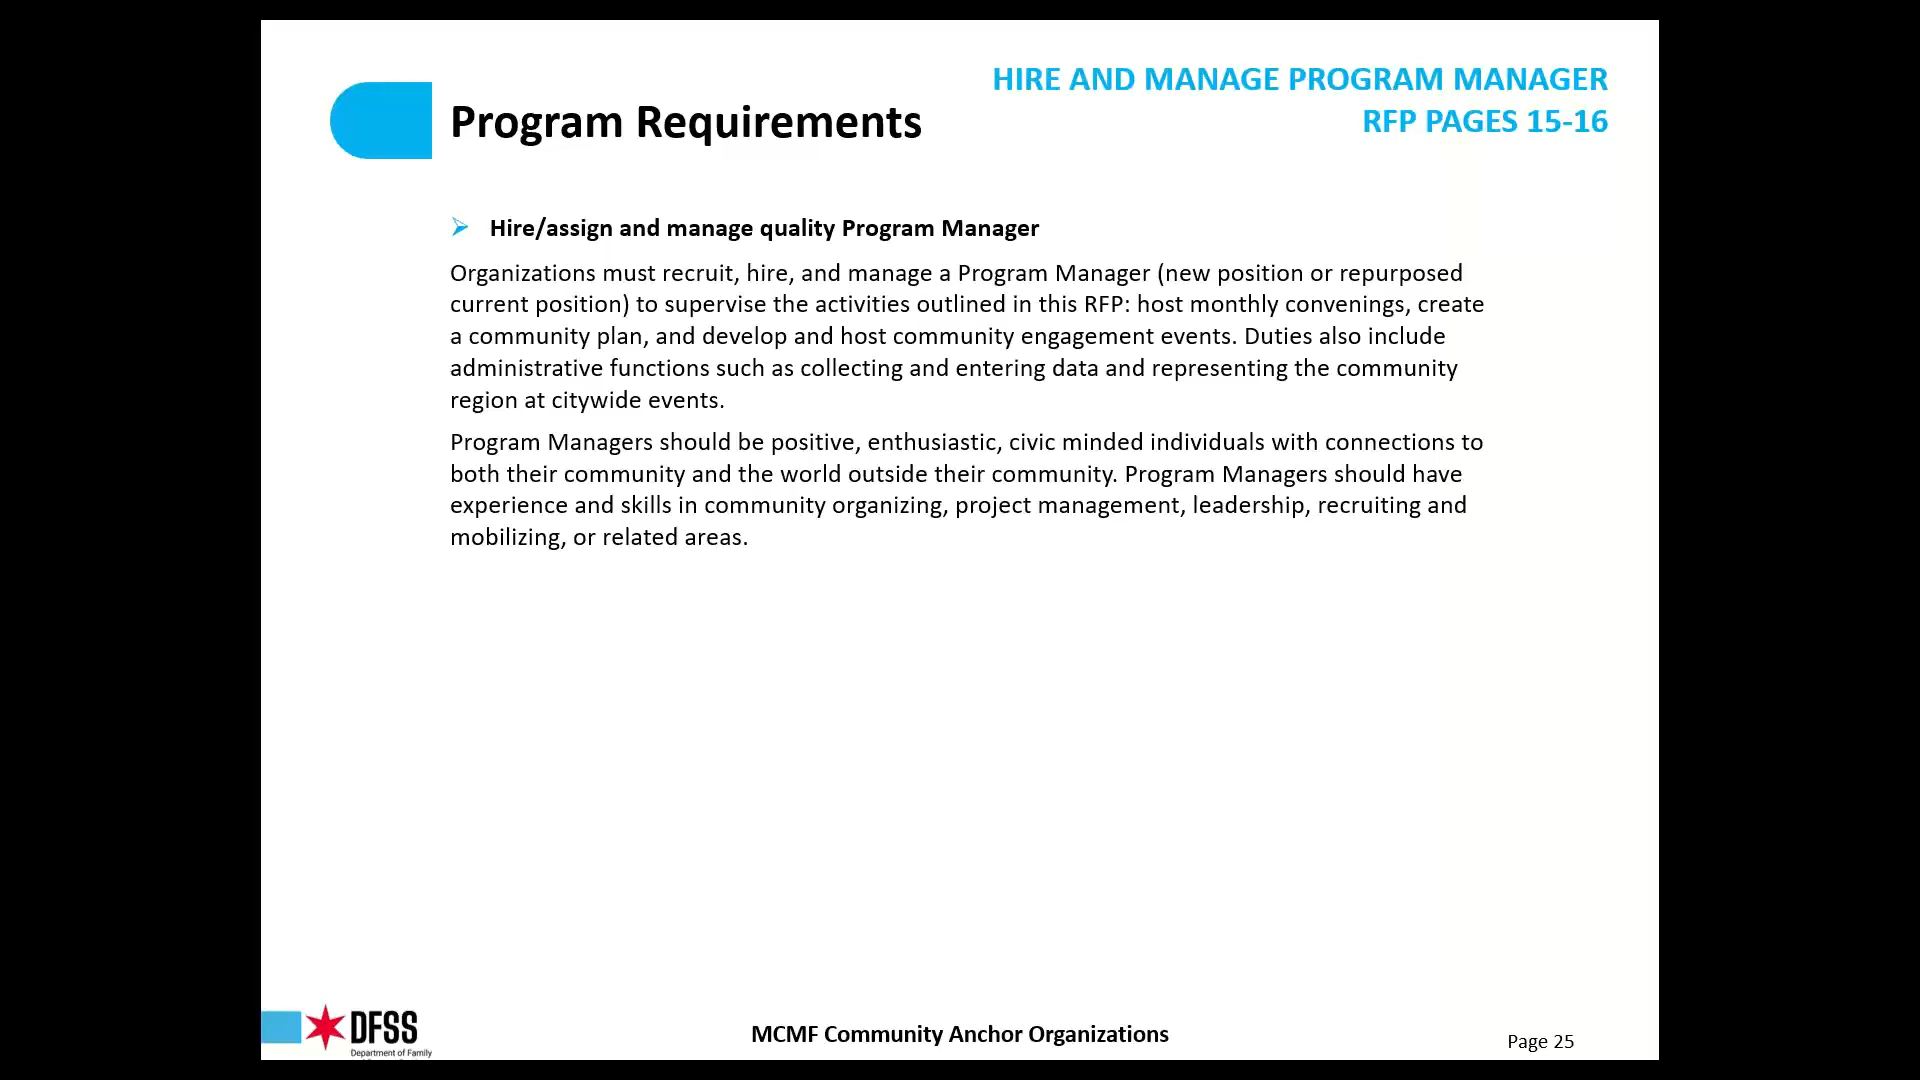 HIRE AND MANAGE PROGRAM MANAGER
RFP PAGES 15-16
Program Requirements
Hire/assign and manage quality Program Manager
Organizations must recruit, hire, and manage a Program Manager (new position or repurposed
current position) to supervise the activities outlined in this RFP: host monthly convenings, create
a community plan, and develop and host community engagement events. Duties also include
administrative functions such as collecting and entering data and representing the community
region at citywide events.
Program Managers should be positive, enthusiastic, civic minded individuals with connections to
both their community and the world outside their community. Program Managers should have
experience and skills in community organizing, project management, leadership, recruiting and
mobilizing, or related areas.
DFSS
Department of Family
MCMF Community Anchor Organizations
Page 25